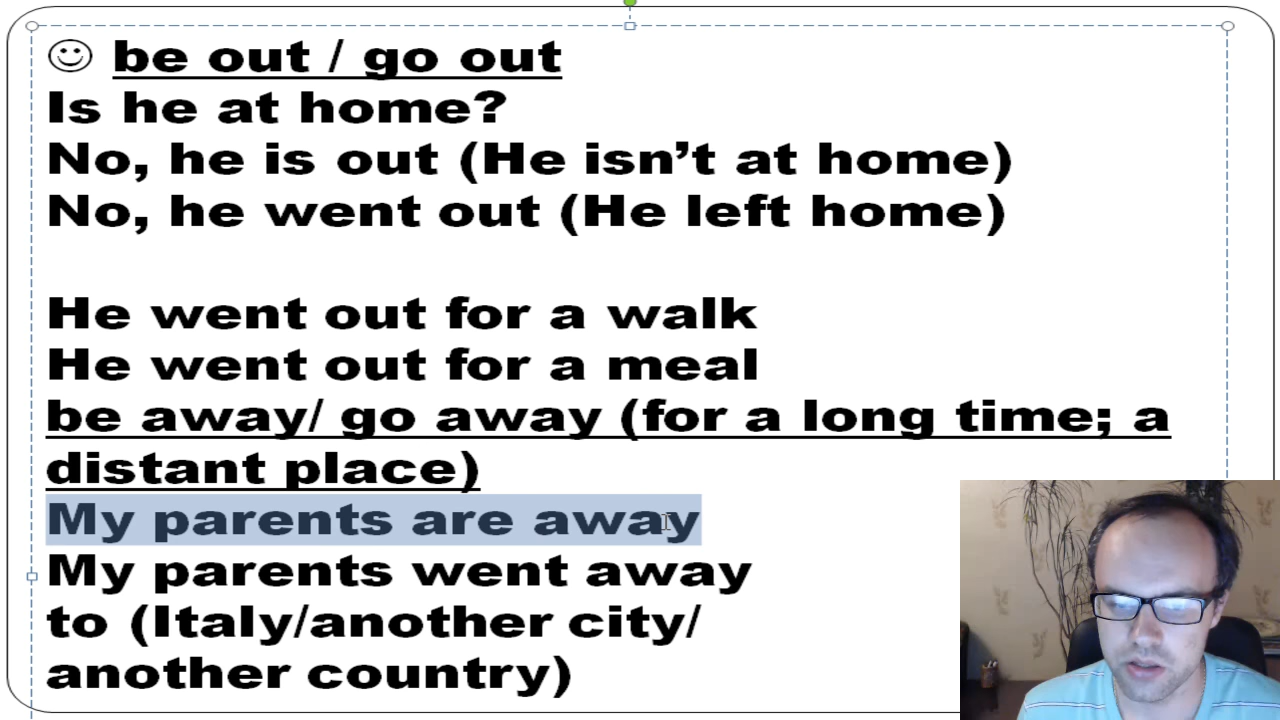 ☺ be out / go out
Is he at home?
No, he is out (He isn’t at home)
No, he went out (He left home)
He went out for a walk
He went out for a meal
be away/ go away (for a long time; a
distant place)
My parents are away
My parents went away
to (Italy/another city/
another country)